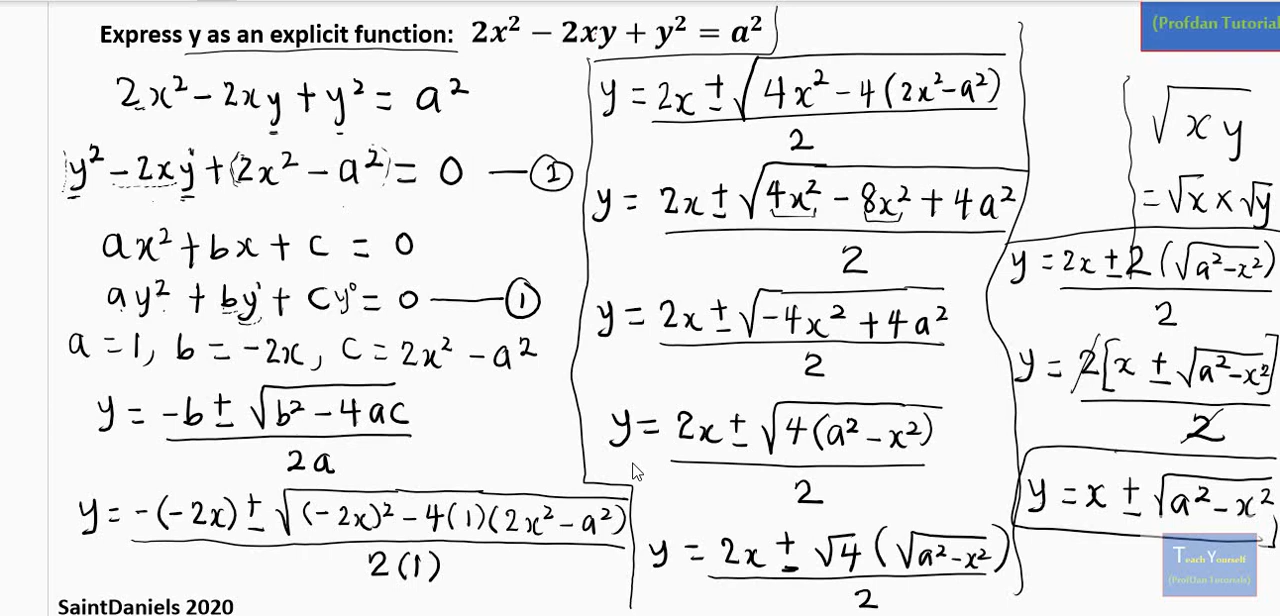 Express y as an explicit function: 2x² − 2xy + y² = a²
2x² − 2xy + y² = a²
y² − 2xy + (2x² − a²) = 0 — ①
ax² + bx + c = 0
ay² + by¹ + cy⁰ = 0 — ①
a = 1, b = −2x, c = 2x² − a²
y = (−b ± √(b² − 4ac)) / 2a
y = (−(−2x) ± √((−2x)² − 4(1)(2x² − a²))) / 2(1)
SaintDaniels 2020
y = (2x ± √(4x² − 4(2x² − a²))) / 2
y = (2x ± √(4x² − 8x² + 4a²)) / 2
y = (2x ± √(−4x² + 4a²)) / 2
y = (2x ± √(4(a² − x²))) / 2
y = (2x ± √4 (√(a² − x²))) / 2
(Profdan Tutorial
√(xy)
= √x × √y
y = (2x ± 2(√(a² − x²))) / 2
y = 2[x ± √(a² − x²)] / 2
y = x ± √(a² − x²)
Teach Yourself
(ProfDan Tutorials)